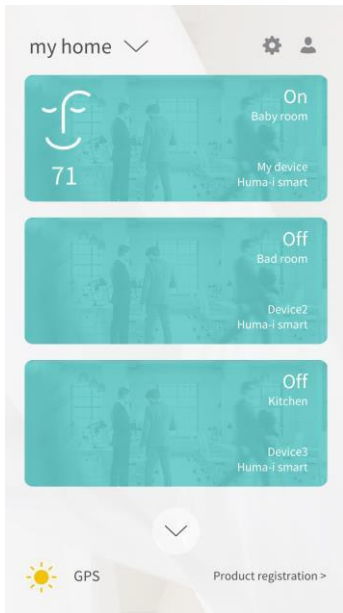 my home
On
Baby room
71
My device
Huma-i smart
Off
Bad room
Device2
Huma-i smart
Off
Kitchen
Device3
Huma-i smart
GPS
Product registration >